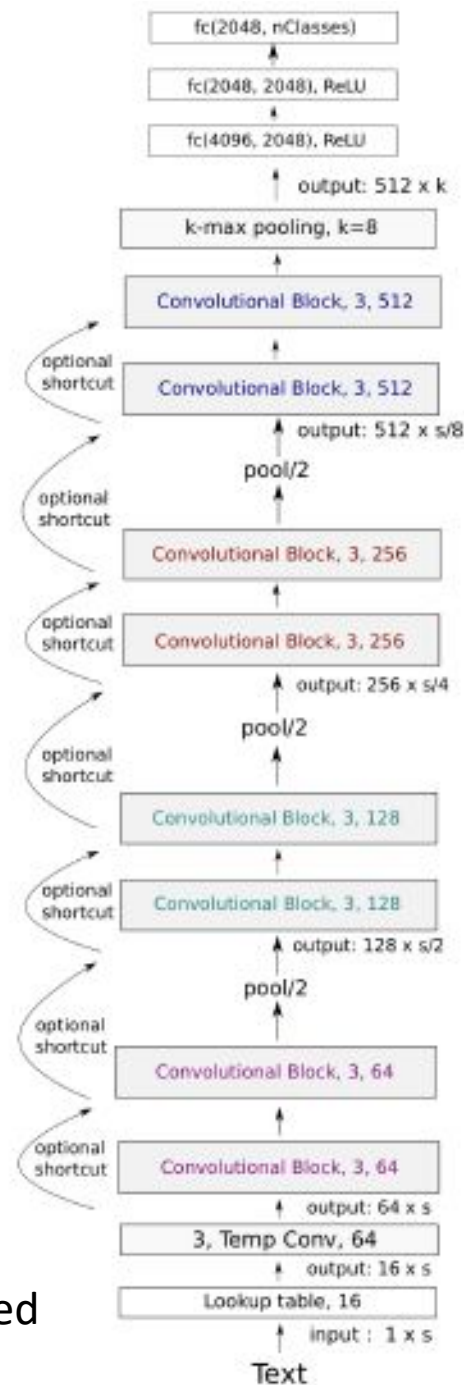 fc(2048, nClasses)
fc(2048, 2048), ReLU
fc(4096, 2048), ReLU
output: 512 x k
k-max pooling, k=8
Convolutional Block, 3, 512
optional
shortcut
Convolutional Block, 3, 512
output: 512 x s/8
pool/2
optional
shortcut
Convolutional Block, 3, 256
optional
shortcut
Convolutional Block, 3, 256
output: 256 x s/4
pool/2
optional
shortcut
Convolutional Block, 3, 128
optional
shortcut
Convolutional Block, 3, 128
output: 128 x s/2
pool/2
optional
shortcut
Convolutional Block, 3, 64
optional
shortcut
Convolutional Block, 3, 64
output: 64 x s
3, Temp Conv, 64
output: 16 x s
Lookup table, 16
ed
input : 1 x s
Text